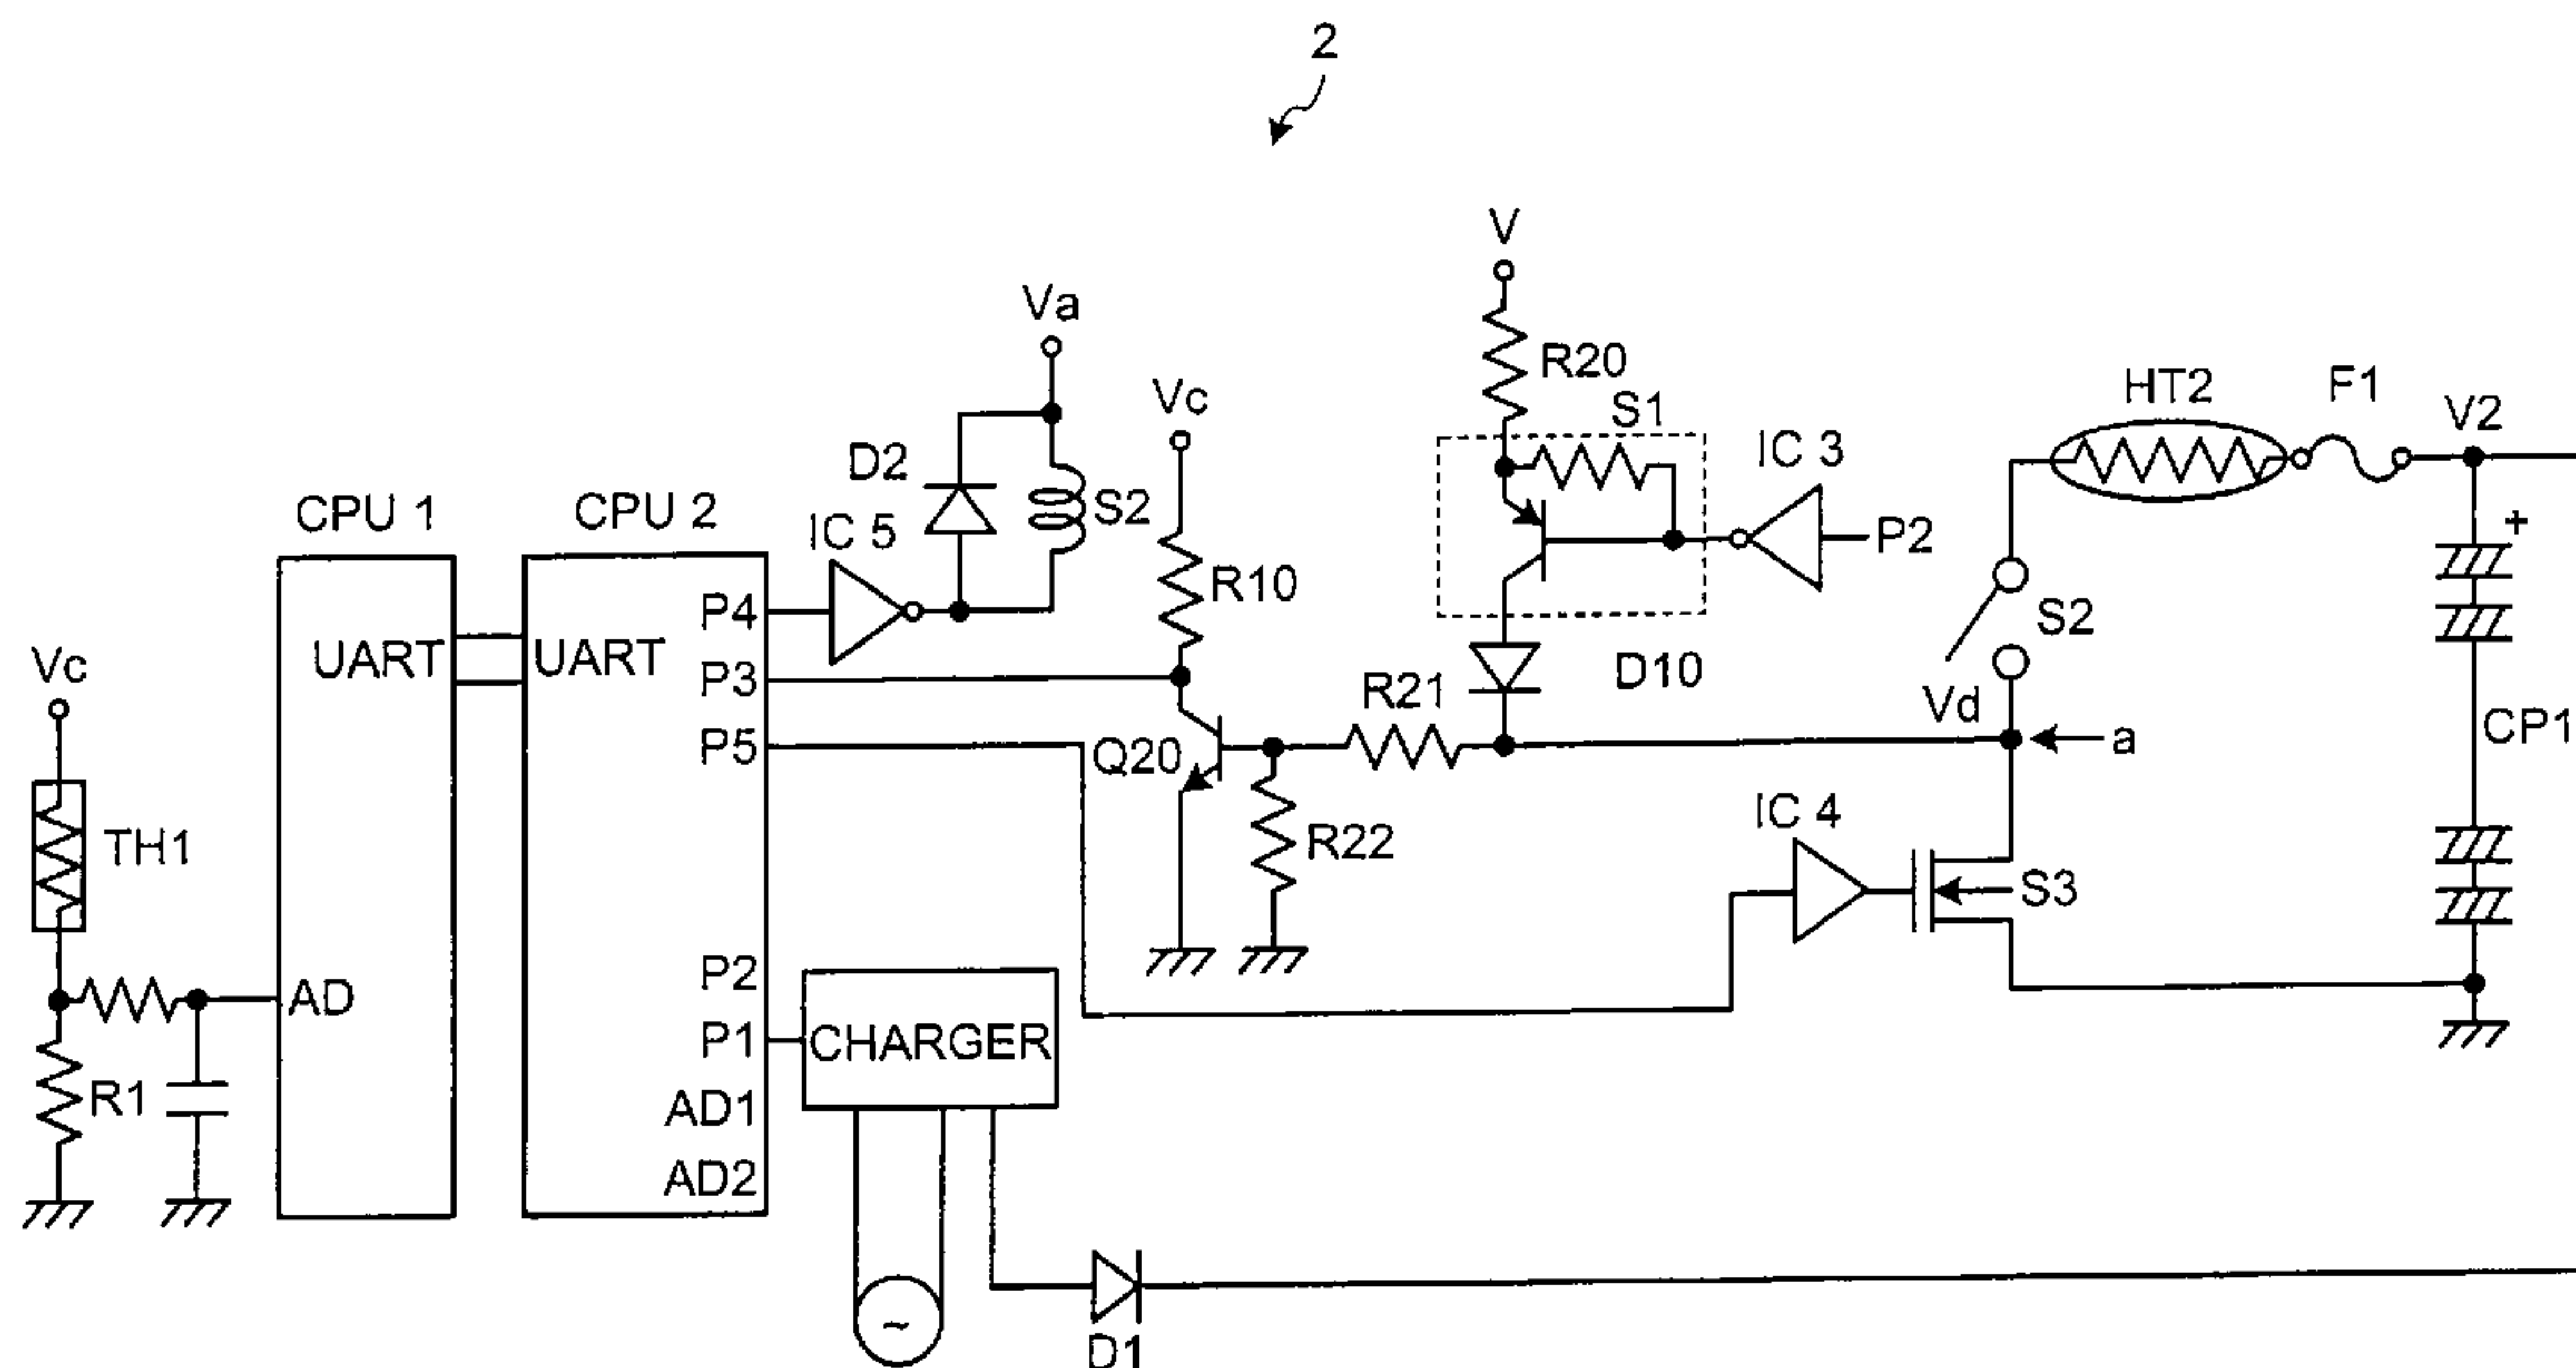 2
V
Va
R20
Vc
S1
HT2
F1
V2
D2
IC 3
+
CPU 1
CPU 2
IC 5
S2
P2
R10
P4
S2
UART
UART
P3
R21
D10
Vc
Vd
P5
Q20
a
CP1
TH1
R22
IC 4
S3
P2
AD
P1
CHARGER
R1
AD1
AD2
~
D1